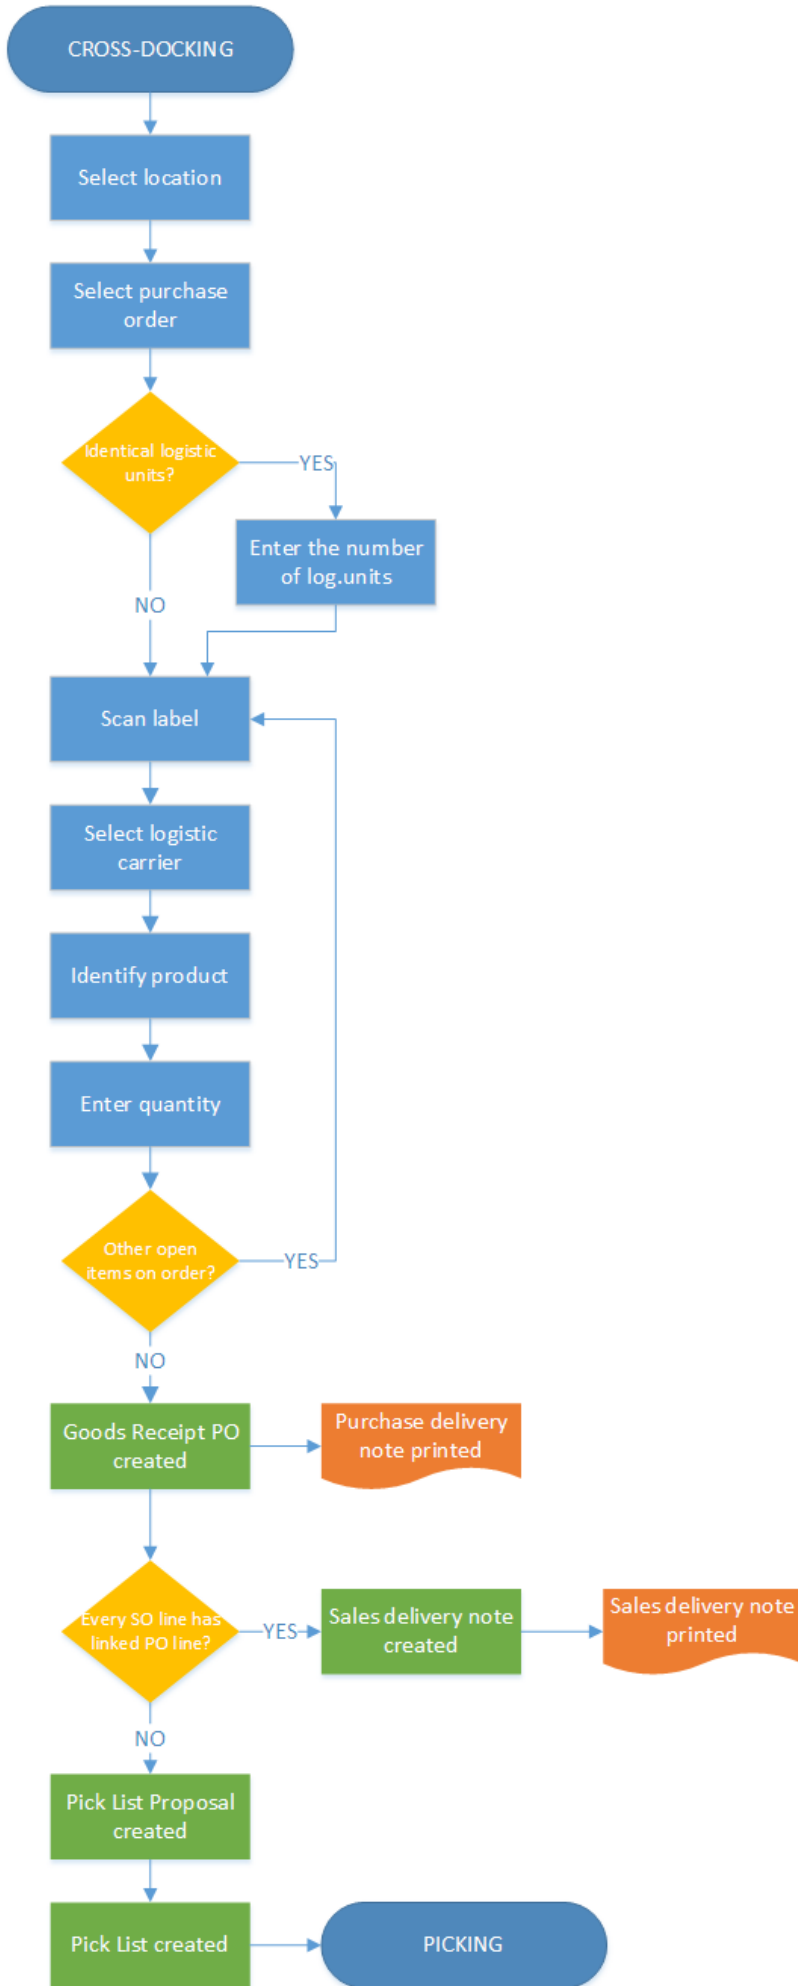 CROSS-DOCKING
Select location
Select purchase
order
Identical logistic
units?
YES
Enter the number
of log.units
NO
Scan label
Select logistic
carrier
Identify product
Enter quantity
Other open
items on order?
YES
NO
Goods Receipt PO
created
Purchase delivery
note printed
Every SO line has
linked PO line?
YES
Sales delivery note
created
Sales delivery note
printed
NO
Pick List Proposal
created
Pick List created
PICKING